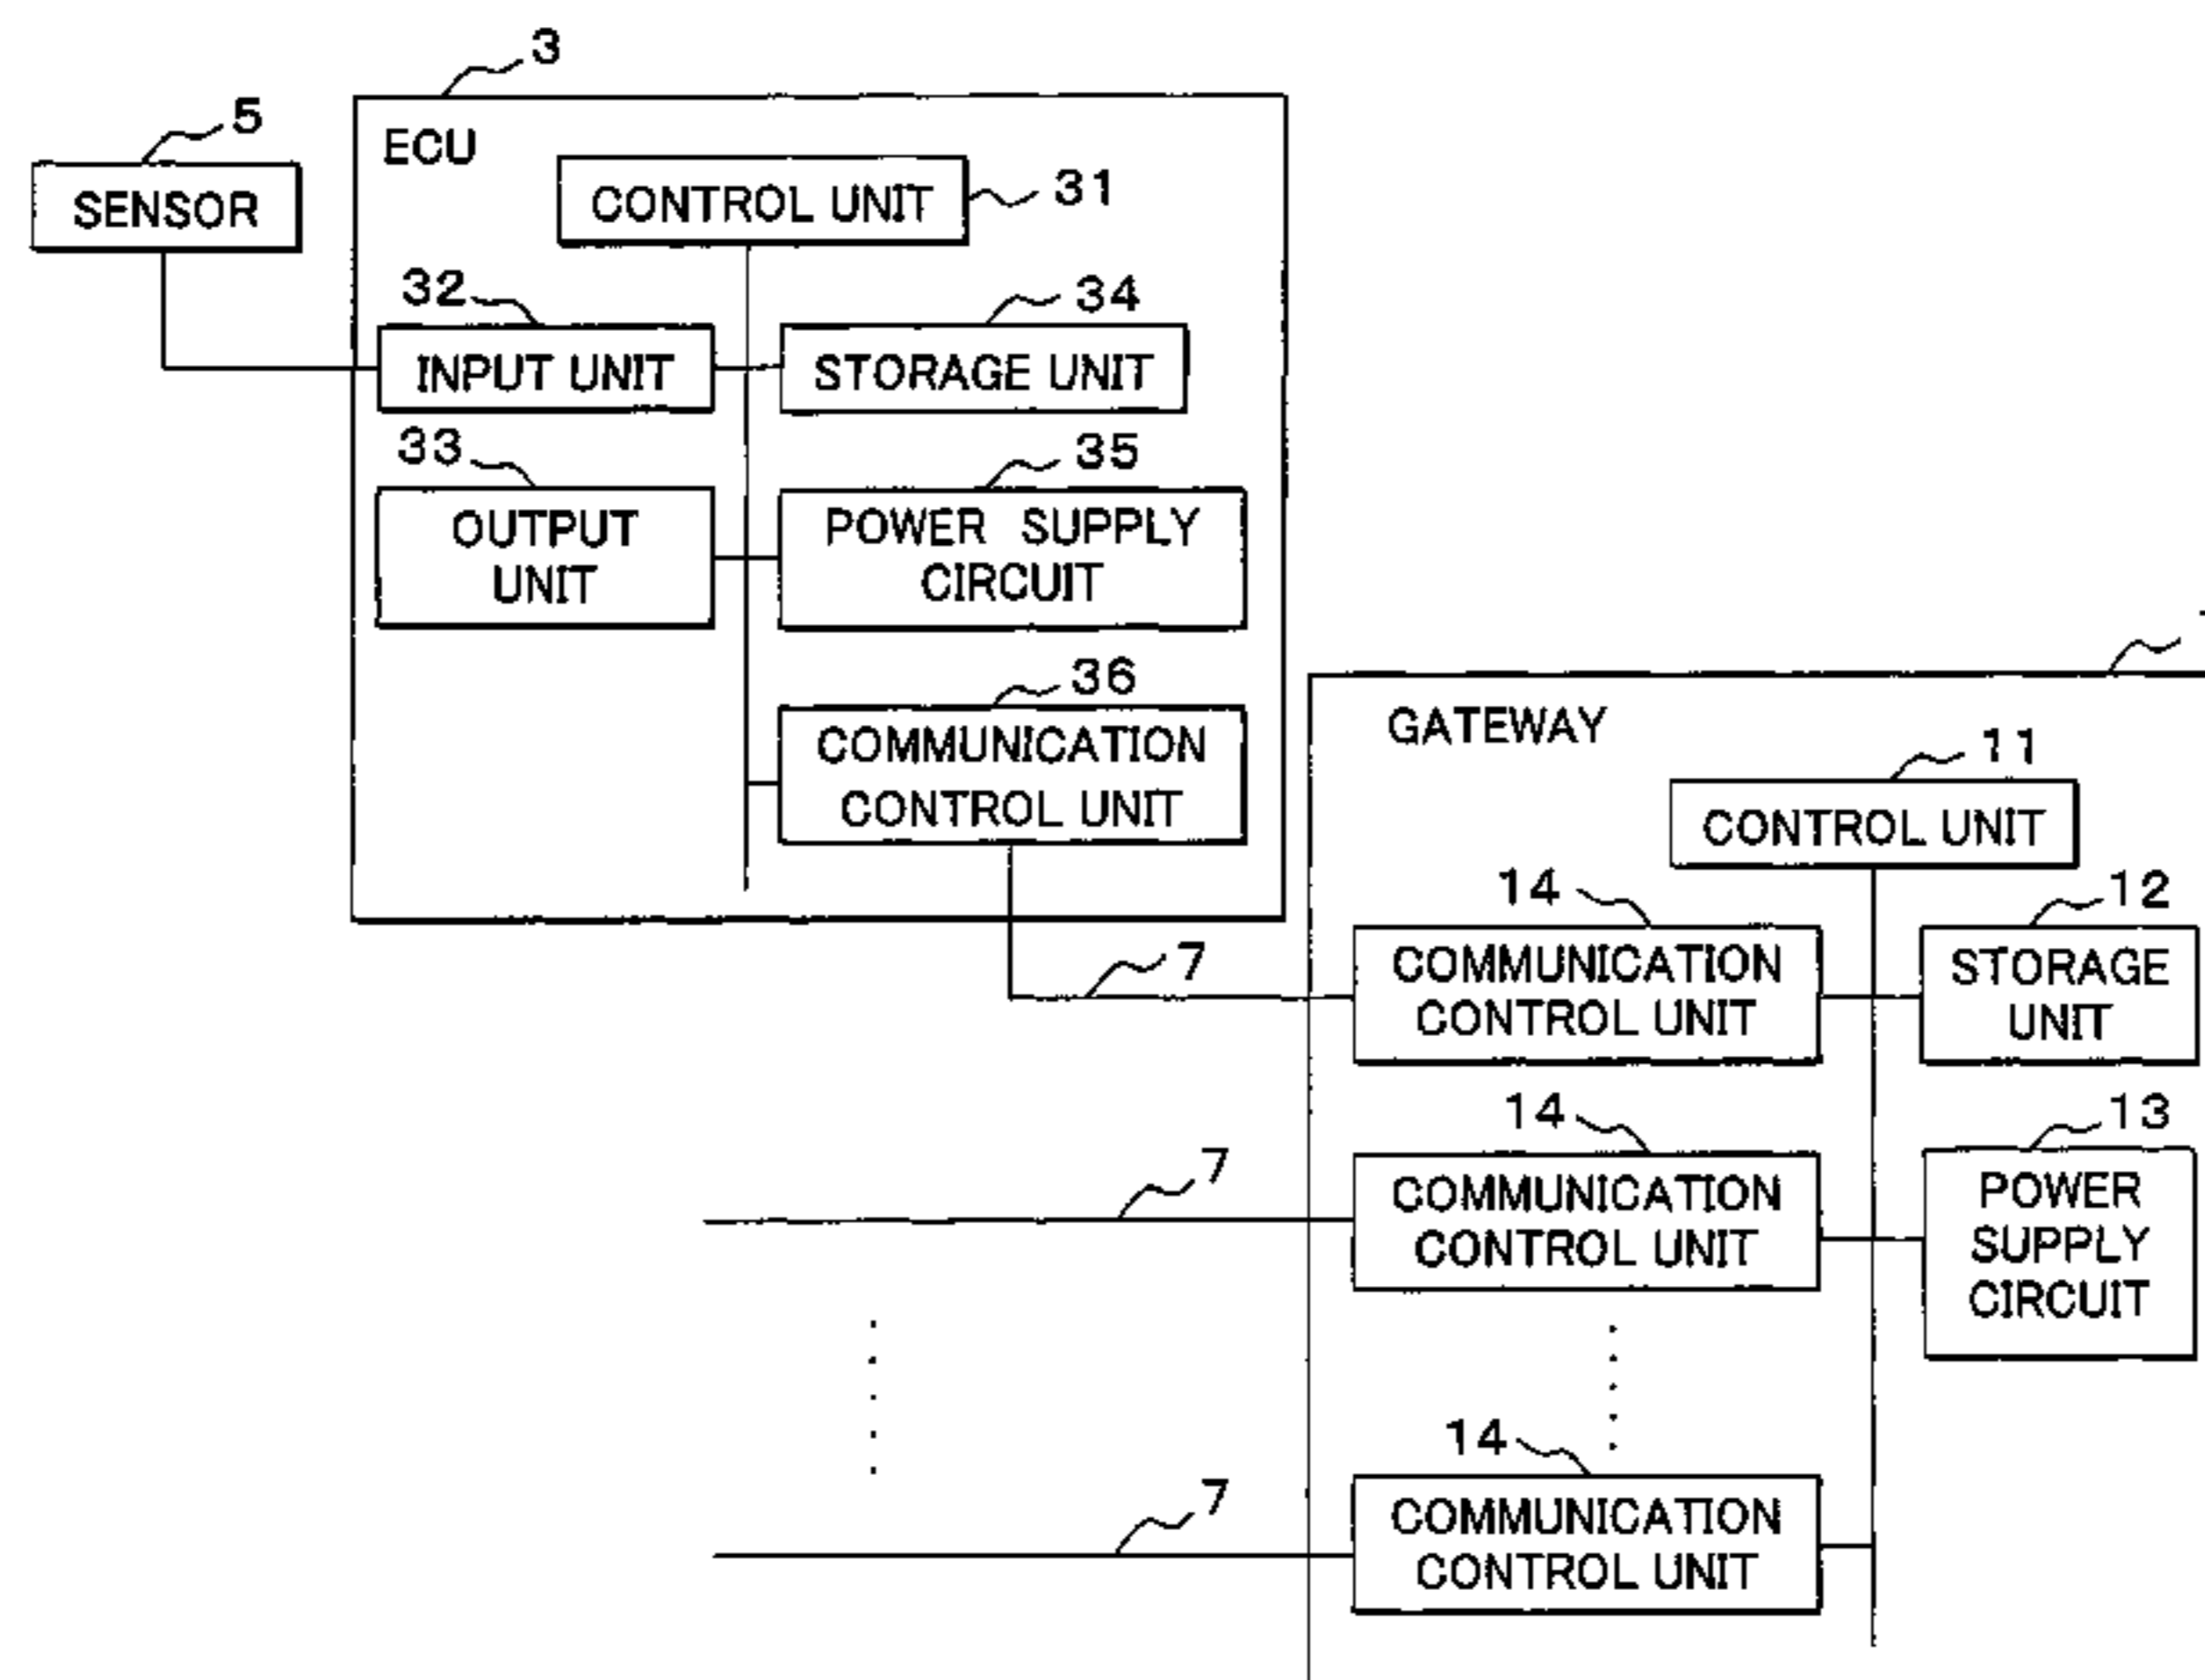 3
5
ECU
SENSOR
CONTROL UNIT
31
32
34
INPUT UNIT
STORAGE UNIT
33
35
OUTPUT
UNIT
POWER SUPPLY
CIRCUIT
36
COMMUNICATION
CONTROL UNIT
GATEWAY
11
CONTROL UNIT
14
12
7
COMMUNICATION
CONTROL UNIT
STORAGE
UNIT
14
13
7
COMMUNICATION
CONTROL UNIT
POWER
SUPPLY
CIRCUIT
14
7
COMMUNICATION
CONTROL UNIT